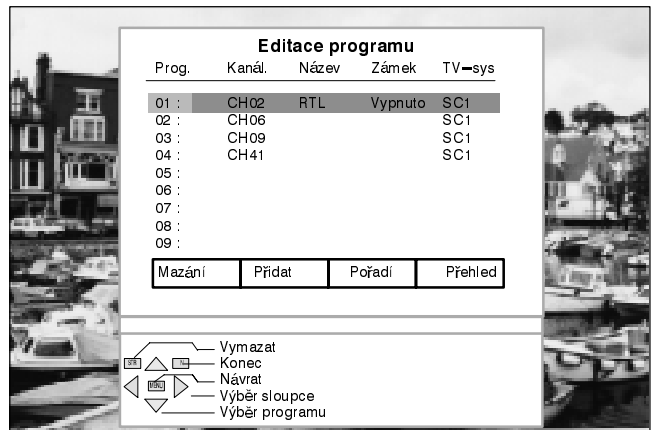 Editace programu
Prog. Kanál. Název Zámek TV-sys
01 : CH02 RTL Vypnuto SC1
02 : CH06 SC1
03 : CH09 SC1
04 : CH41 SC1
05 :
06 :
07 :
08 :
09 :
Mazání Přidat Pořadí Přehled
Vymazat
STR N Konec
MENU Návrat
Výběr sloupce
Výběr programu